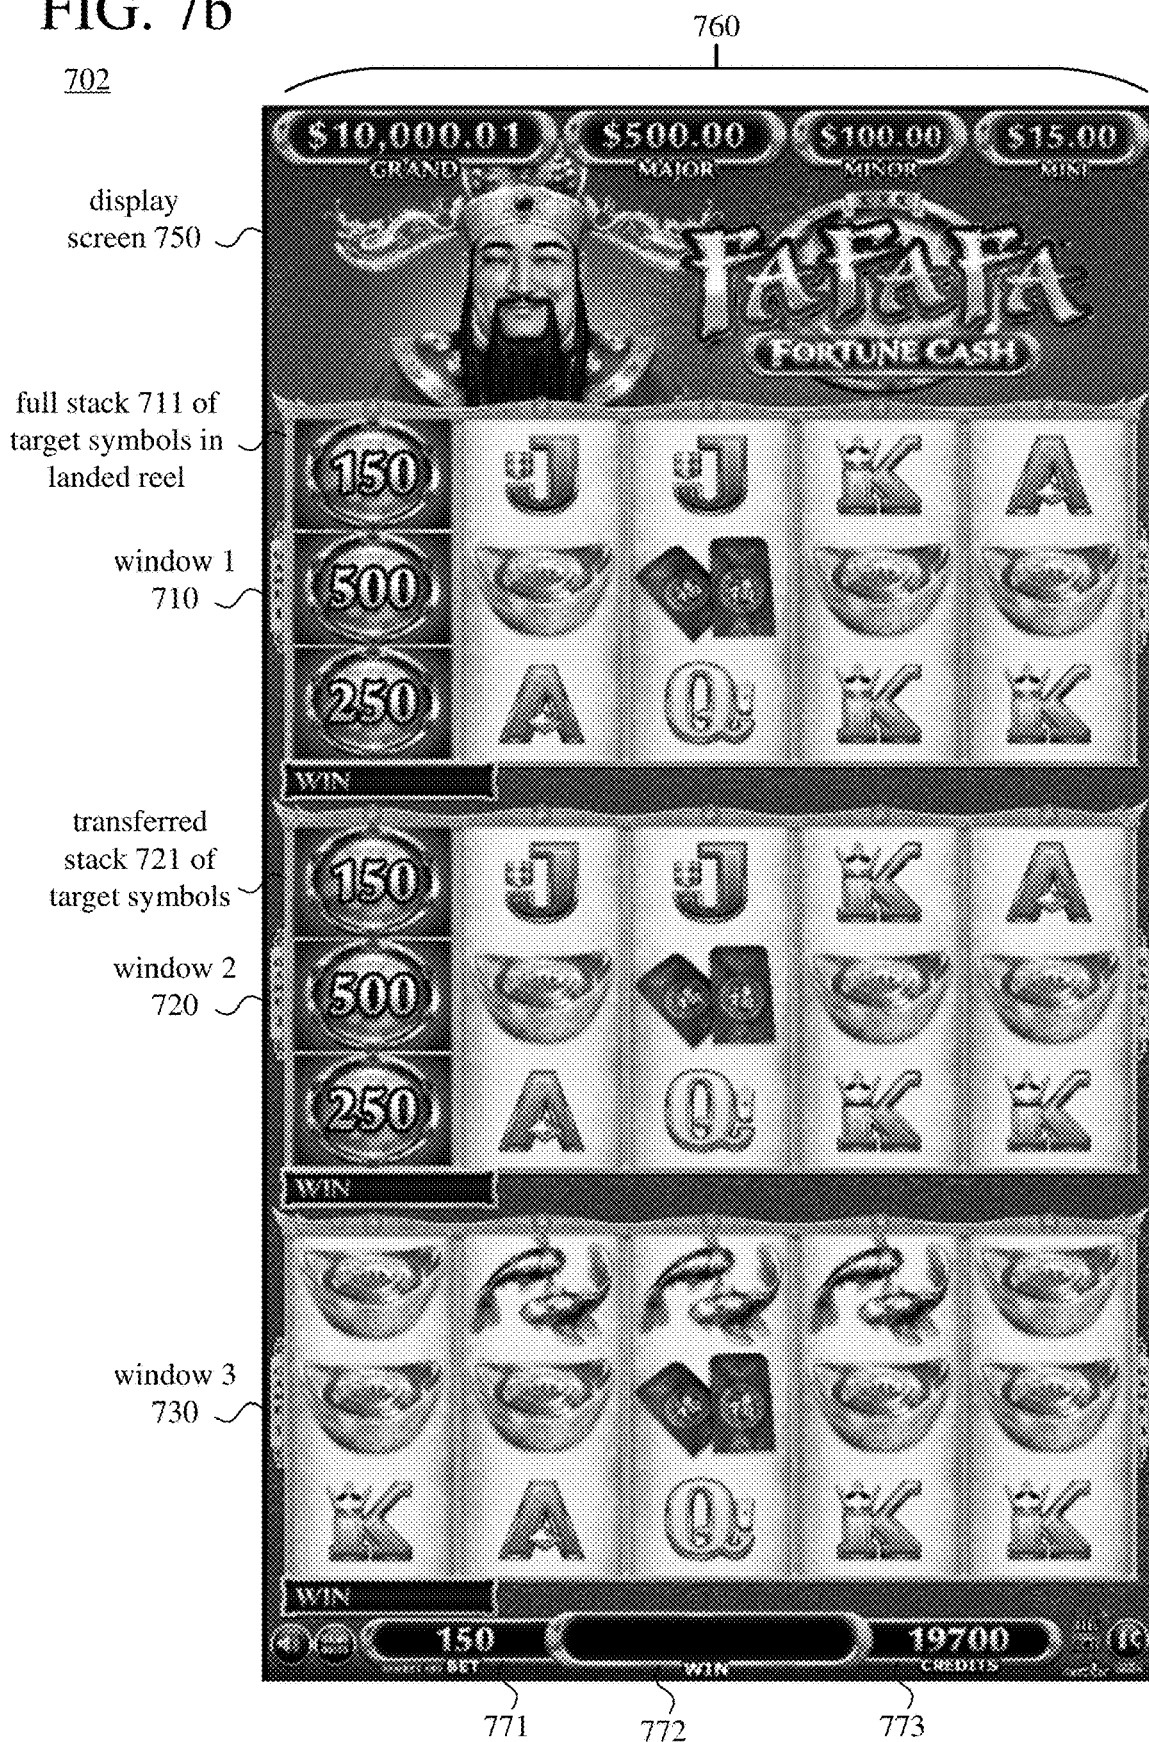 FIG. 7b
760
702
$10,000.01 $500.00 $100.00 $15.00
GRAND MAJOR MINOR MINI
display
screen 750
FA FA FA
FORTUNE CASH
full stack 711 of
target symbols in
landed reel
150 J J K A
window 1
710
500
250 A Q K K
WIN
transferred
stack 721 of
target symbols
150 J J K A
window 2
720
500
250 A Q K K
WIN
window 3
730
K A Q K K
WIN
150 19700
BET WIN CREDITS
771 772 773